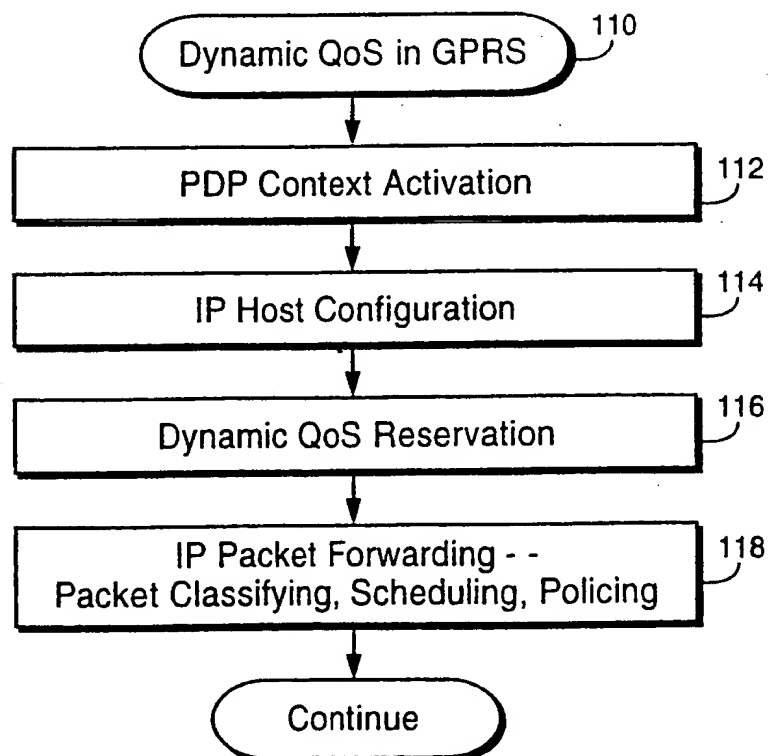 Dynamic QoS in GPRS
110
PDP Context Activation
112
IP Host Configuration
114
Dynamic QoS Reservation
116
IP Packet Forwarding - -
Packet Classifying, Scheduling, Policing
118
Continue